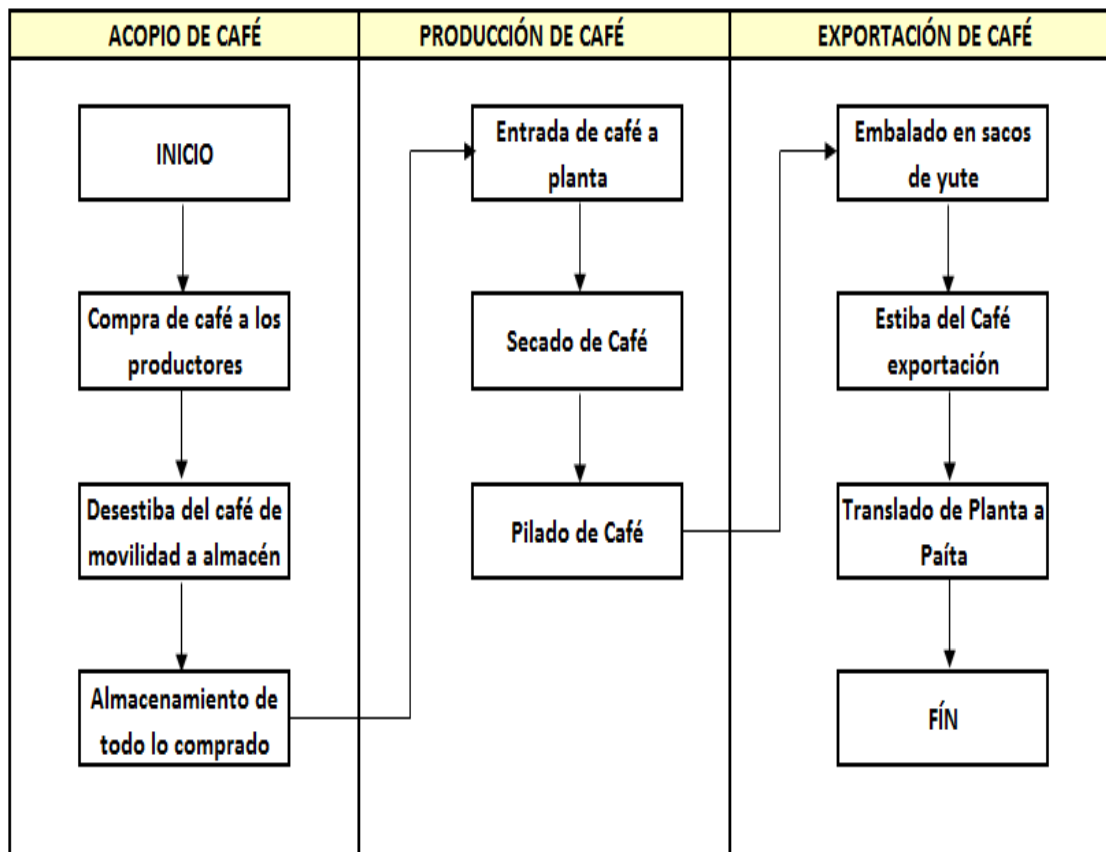 ACOPIO DE CAFÉ
PRODUCCIÓN DE CAFÉ
EXPORTACIÓN DE CAFÉ
INICIO
Compra de café a los
productores
Desestiba del café de
movilidad a almacén
Almacenamiento de
todo lo comprado
Entrada de café a
planta
Secado de Café
Pilado de Café
Embalado en sacos
de yute
Estiba del Café
exportación
Translado de Planta a
Paíta
FÍN